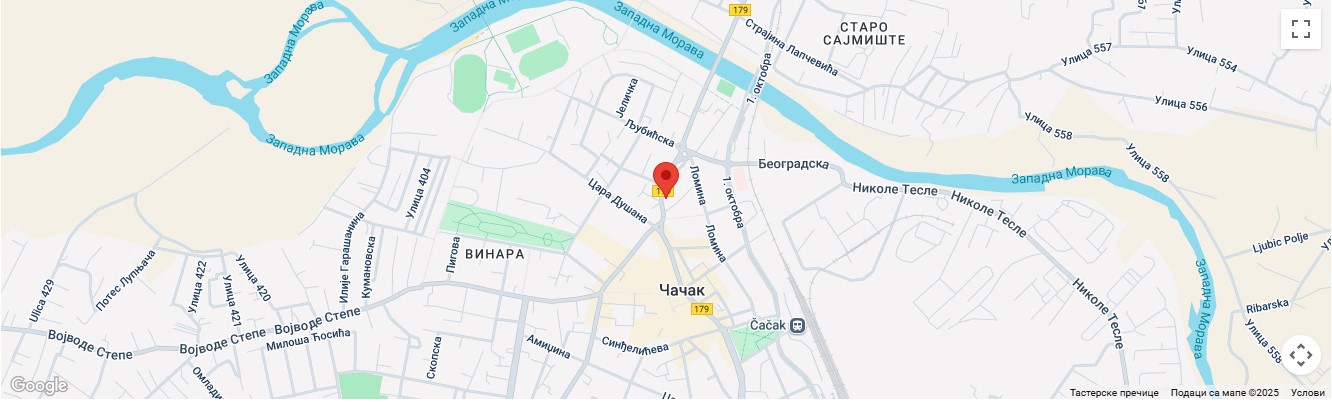 Западна Морава
Западна Морава
Западна Морава
179
СТАРО
САЈМИШТЕ
Страјина Лапчевића
Улица 557
Улица 554
Улица 556
Улица 558
Улица 558
1. октобра
Јеличка
Љубићска
Западна Морава
Београдска
Западна Морава
Николе Тесле
Николе Тесле
Улица 404
Цара Душана
Ломина
Ломина
1. октобра
Ljubic Polje
Илије Гарашанина
Кумановска
Пигова
ВИНАРА
Чачак
179
Западна Морава
Николе Тесле
Ribarska
Ulica 429
Потес Лупњача
Улица 422
Улица 421
Улица 420
Војводе Степе
Војводе Степе
Војводе Степе
Милоша Ћосића
Скопска
Амиџина
Синђелићева
Čačak
Google
Тастерске пречице
Подаци са мапе ©2025
Услови